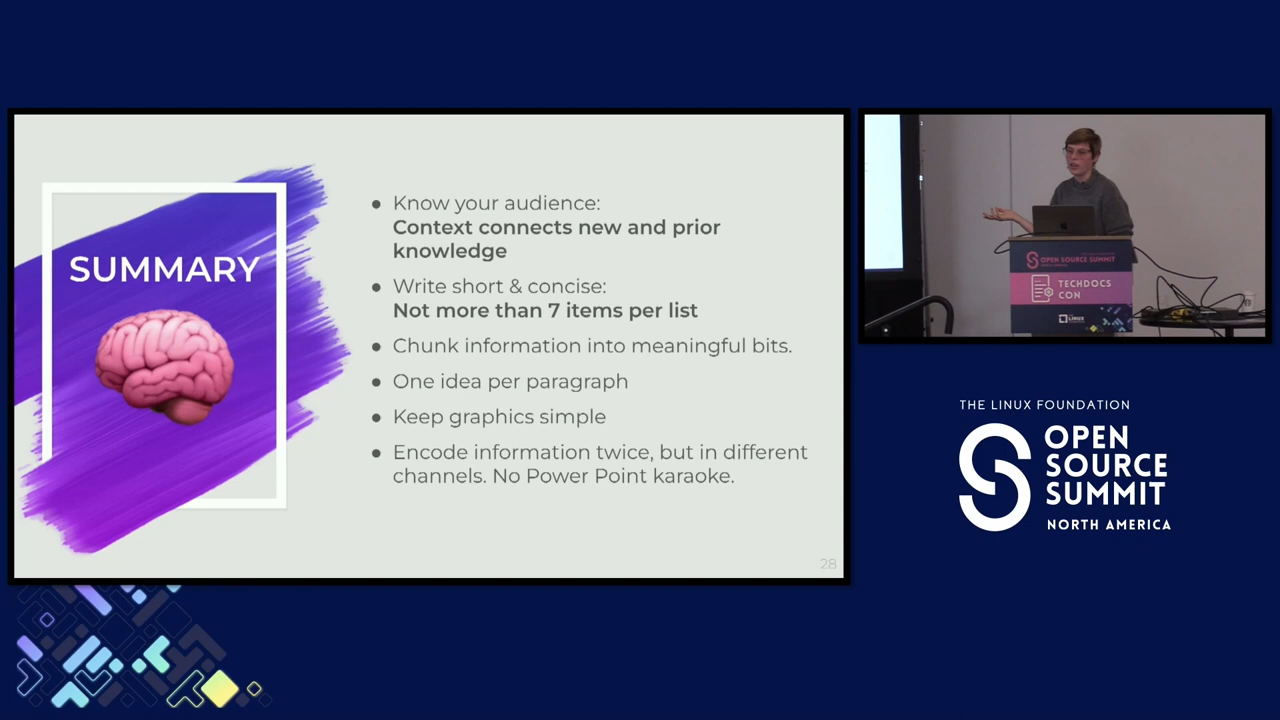 SUMMARY
● Know your audience:
Context connects new and prior
knowledge
● Write short & concise:
Not more than 7 items per list
● Chunk information into meaningful bits.
● One idea per paragraph
● Keep graphics simple
● Encode information twice, but in different
channels. No Power Point karaoke.
28
OPEN SOURCE SUMMIT
TECHDOCS
CON
LINUX
THE LINUX FOUNDATION
OPEN
SOURCE
SUMMIT
NORTH AMERICA